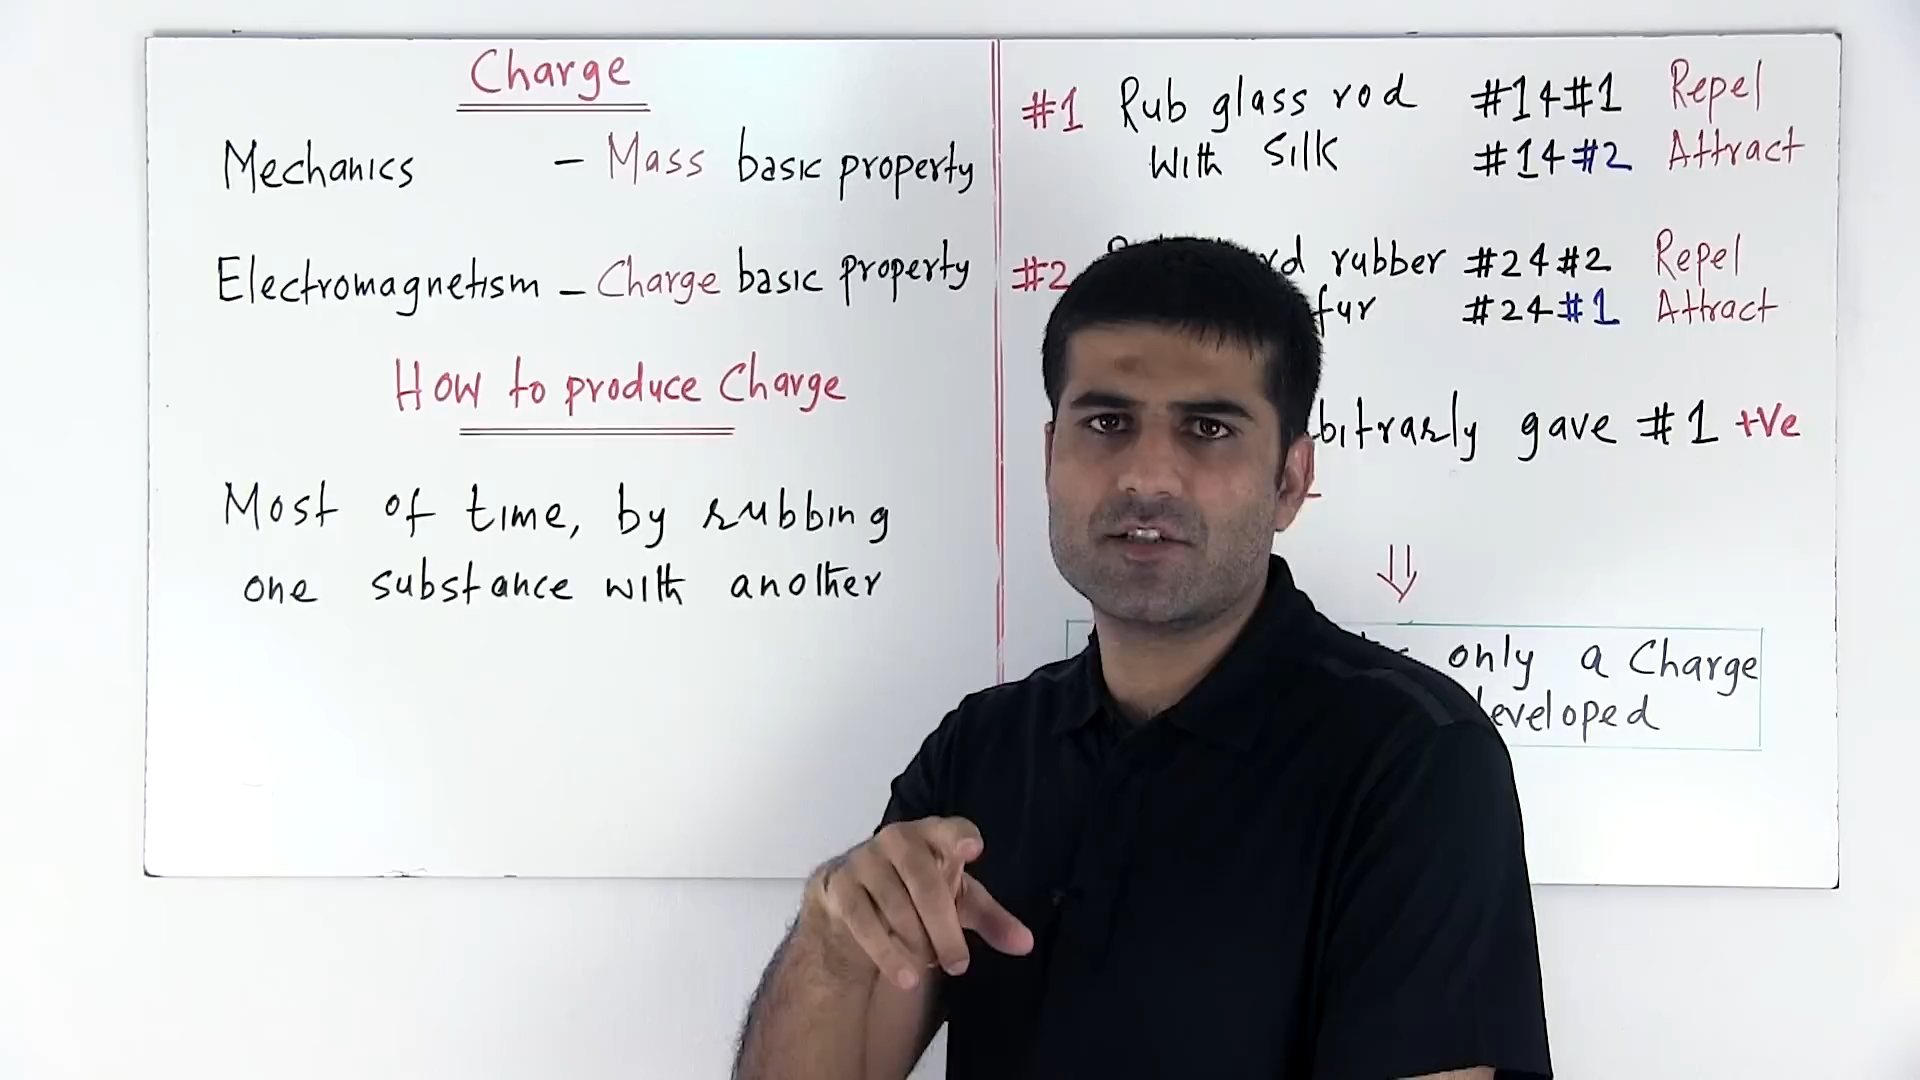 Charge
Mechanics - Mass basic property
Electromagnetism - Charge basic property
How to produce Charge
Most of time, by rubbing
one substance with another
#1 Rub glass rod #1 & #1 Repel
with silk #1 & #2 Attract
#2 rubber #2 & #2 Repel
fur #2 & #1 Attract
gave #1 +Ve
⇓
only a Charge